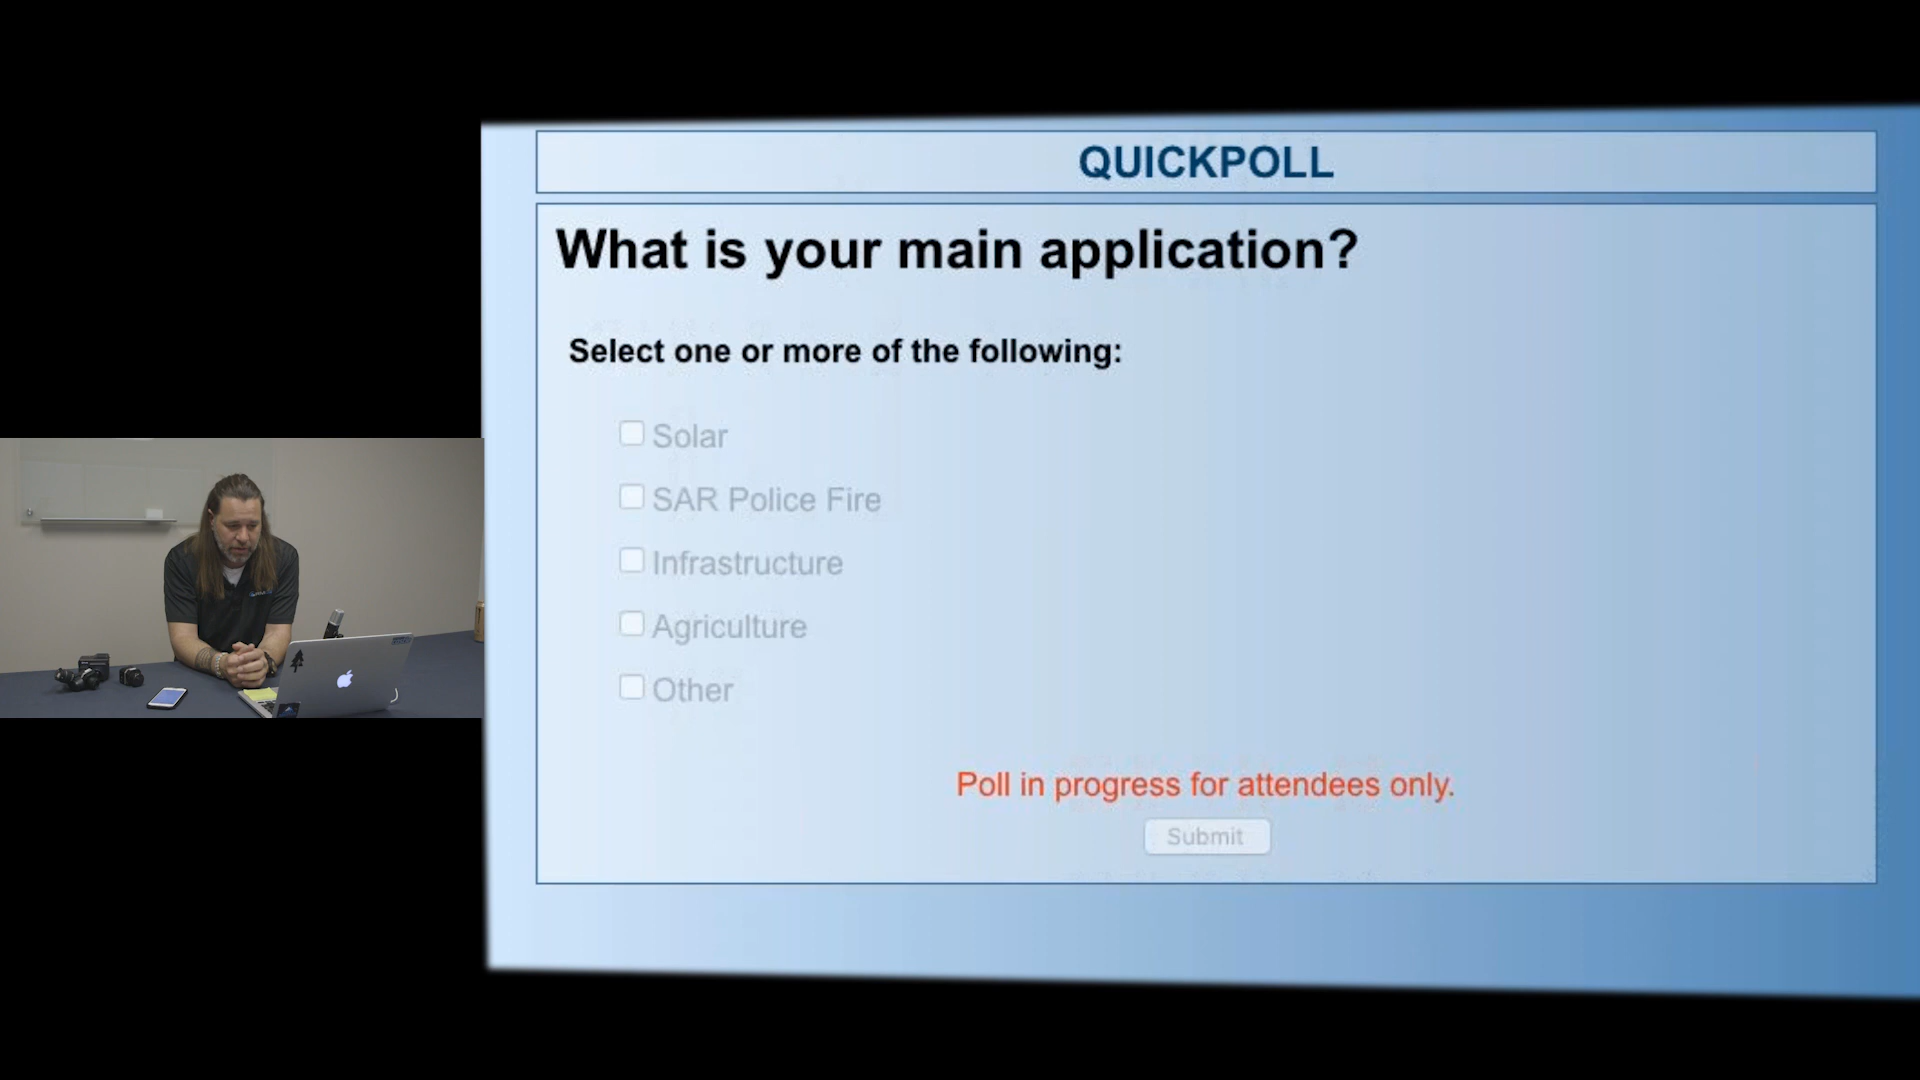 QUICKPOLL
What is your main application?
Select one or more of the following:
Solar
SAR Police Fire
Infrastructure
Agriculture
Other
Poll in progress for attendees only.
Submit